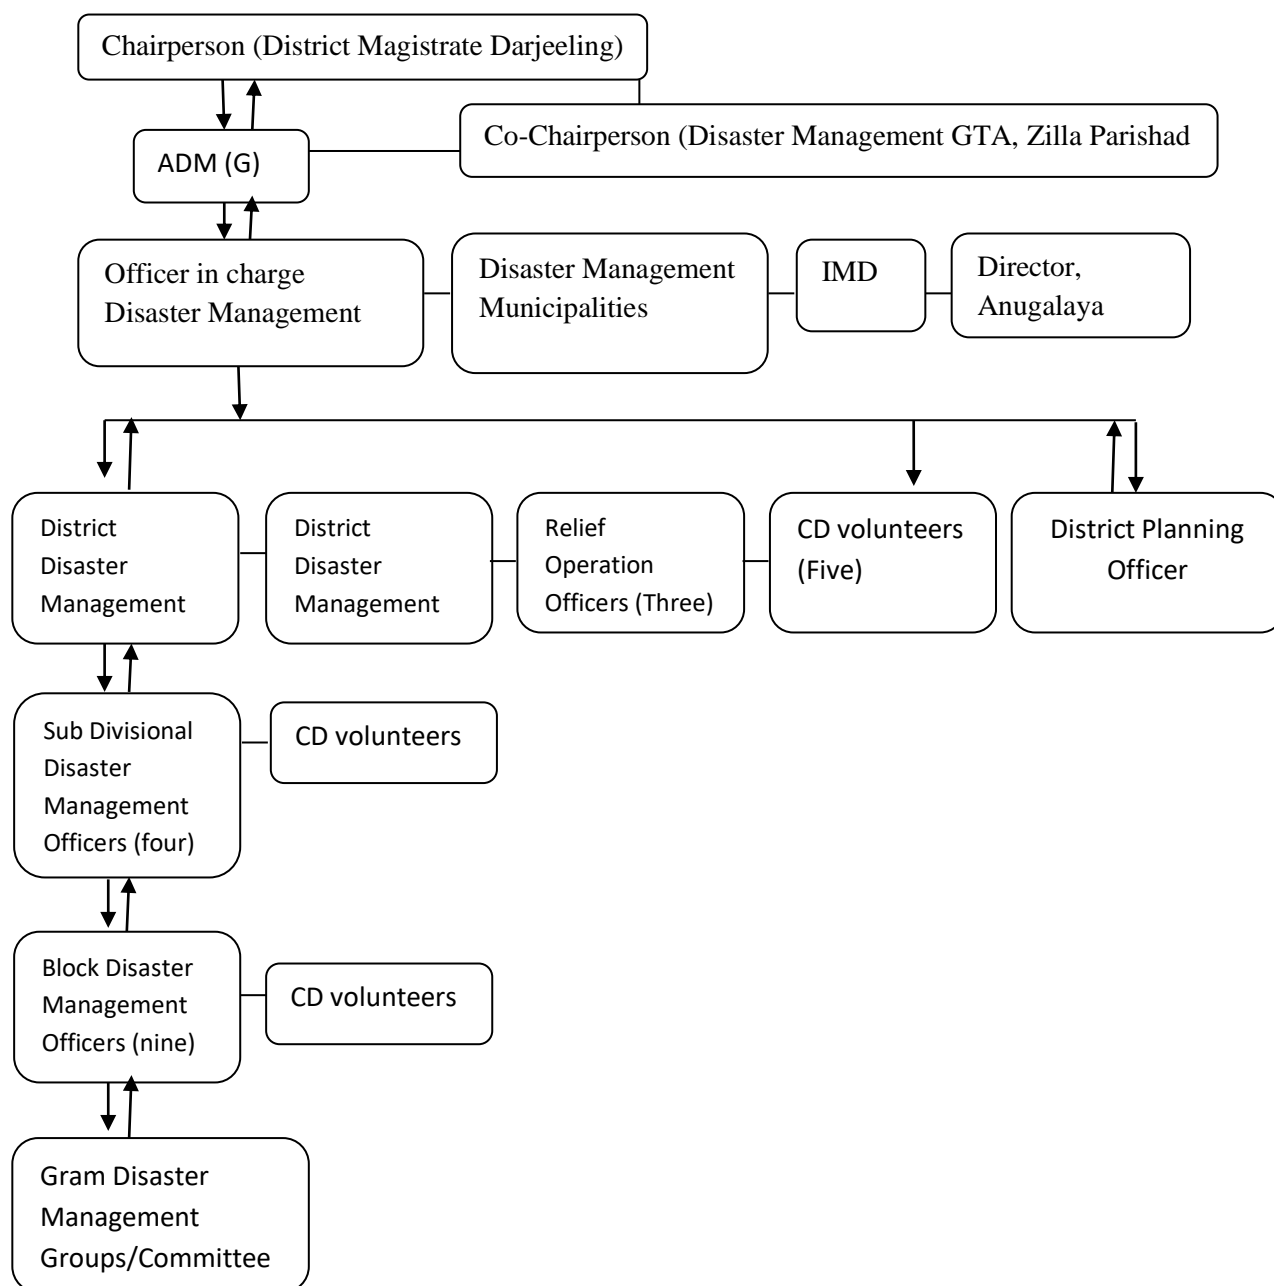 Chairperson (District Magistrate Darjeeling)
Co-Chairperson (Disaster Management GTA, Zilla Parishad
ADM (G)
Officer in charge
Disaster Management
Disaster Management
Municipalities
IMD
Director,
Anugalaya
District
Disaster
Management
District
Disaster
Management
Relief
Operation
Officers (Three)
CD volunteers
(Five)
District Planning
Officer
Sub Divisional
Disaster
Management
Officers (four)
CD volunteers
Block Disaster
Management
Officers (nine)
CD volunteers
Gram Disaster
Management
Groups/Committee